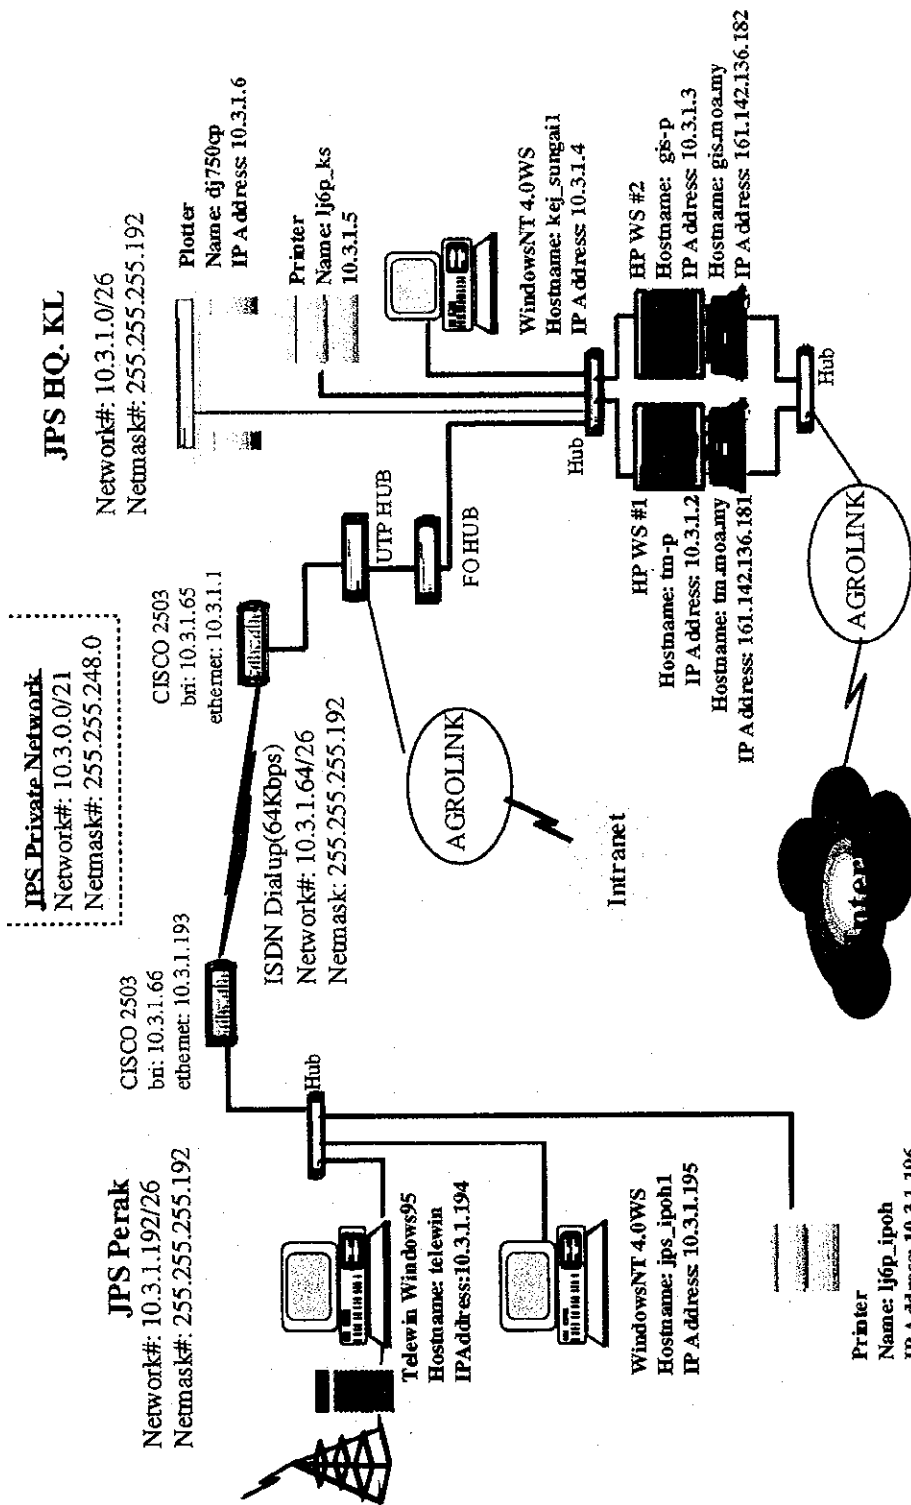 JPS Private Network
Network#: 10.3.0.0/21
Netmask#: 255.255.248.0
JPS Perak
Network#: 10.3.1.192/26
Netmask#: 255.255.255.192
CISCO 2503
bri: 10.3.1.66
ethernet: 10.3.1.193
Hub
Telewin Windows95
Hostname: telewin
IPAddress:10.3.1.194
WindowsNT 4.0WS
Hostname: jps_ipoh1
IP Address: 10.3.1.195
Printer
Name: lj6p_ipoh
IP Address: 10.3.1.196
ISDN Dialup(64Kbps)
Network#: 10.3.1.64/26
Netmask: 255.255.255.192
CISCO 2503
bri: 10.3.1.65
ethernet: 10.3.1.1
UTP HUB
FO HUB
AGROLINK
Intranet
JPS HQ. KL
Network#: 10.3.1.0/26
Netmask#: 255.255.255.192
Plotter
Name: dj750cp
IP Address: 10.3.1.6
Printer
Name: lj6p_ks
10.3.1.5
WindowsNT 4.0WS
Hostname: kej_sungai1
IP Address: 10.3.1.4
Hub
HP WS #1
Hostname: tm-p
IP Address: 10.3.1.2
Hostname: tm.moa.my
IP Address: 161.142.136.181
HP WS #2
Hostname: gis-p
IP Address: 10.3.1.3
Hostname: gis.moa.my
IP Address: 161.142.136.182
Hub
AGROLINK